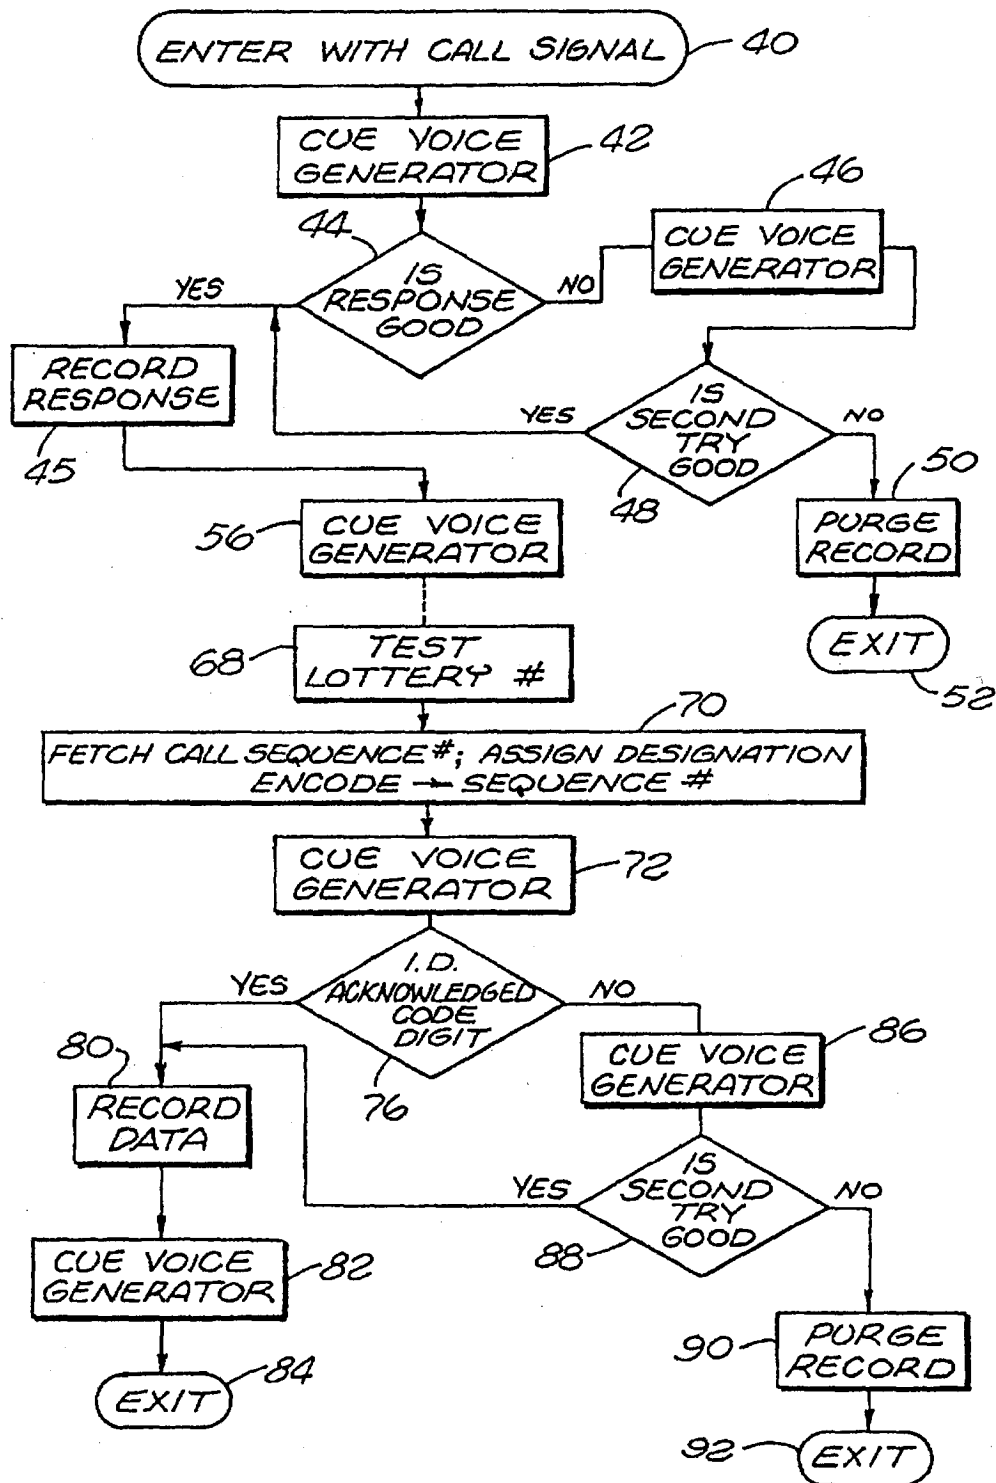 ENTER WITH CALL SIGNAL
40
CUE VOICE
GENERATOR
42
44
46
CUE VOICE
GENERATOR
IS
RESPONSE
GOOD
YES
NO
RECORD
RESPONSE
45
IS
SECOND
TRY
GOOD
YES
NO
48
50
PURGE
RECORD
EXIT
52
56
CUE VOICE
GENERATOR
68
TEST
LOTTERY #
70
FETCH CALL SEQUENCE #; ASSIGN DESIGNATION
ENCODE → SEQUENCE #
CUE VOICE
GENERATOR
72
I.D.
ACKNOWLEDGED
CODE
DIGIT
YES
NO
76
80
RECORD
DATA
86
CUE VOICE
GENERATOR
IS
SECOND
TRY
GOOD
YES
NO
88
CUE VOICE
GENERATOR
82
EXIT
84
90
PURGE
RECORD
92
EXIT